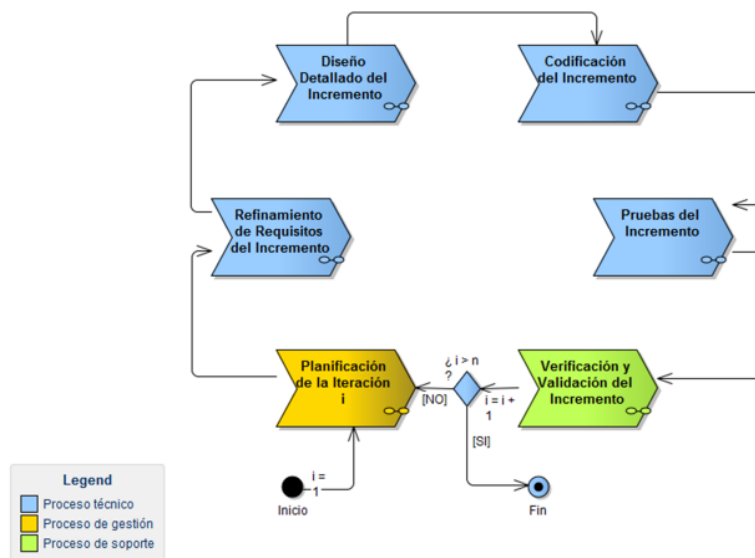 Diseño
Detallado del
Incremento
Codificación
del Incremento
Refinamiento
de Requisitos
del Incremento
Pruebas del
Incremento
Planificación
de la Iteración
i
¿ i > n
?
[NO]
i = i +
1
[SI]
Verificación y
Validación del
Incremento
i =
1
Inicio
Fin
Legend
Proceso técnico
Proceso de gestión
Proceso de soporte